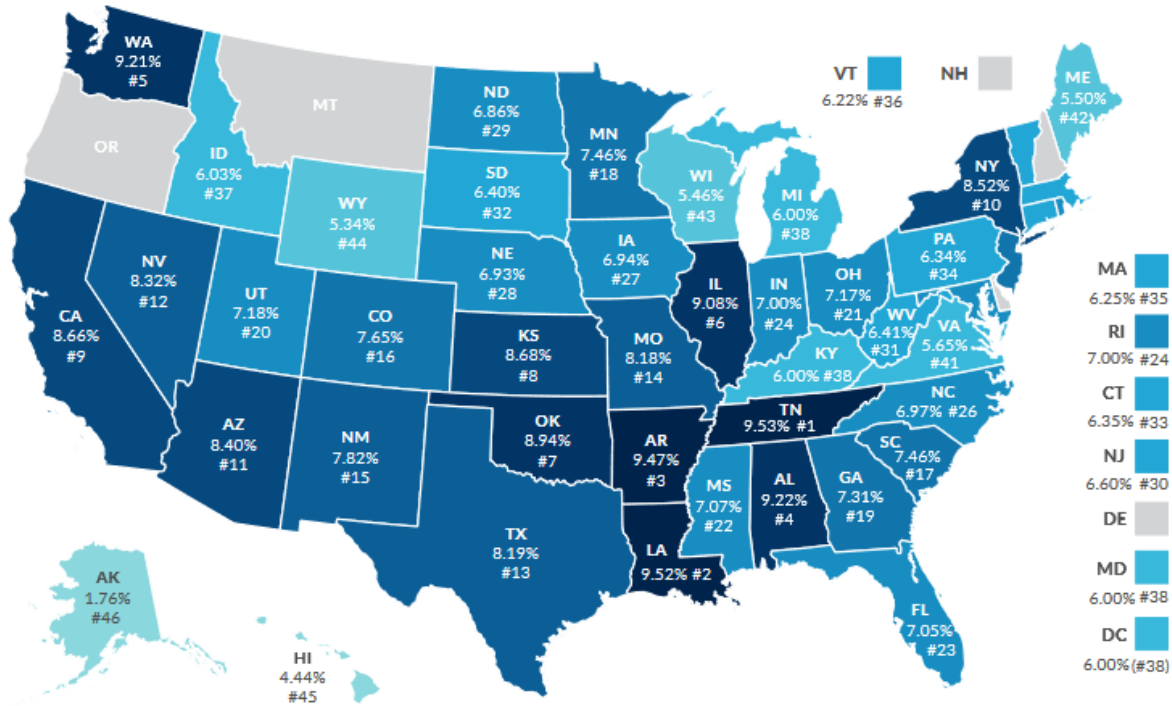 WA
9.21%
#5
MT
ND
6.86%
#29
MN
7.46%
#18
VT
6.22% #36
NH
ME
5.50%
#42
OR
ID
6.03%
#37
WY
5.34%
#44
SD
6.40%
#32
WI
5.46%
#43
MI
6.00%
#38
NY
8.52%
#10
NV
8.32%
#12
UT
7.18%
#20
CO
7.65%
#16
NE
6.93%
#28
IA
6.94%
#27
IL
9.08%
#6
IN
7.00%
#24
OH
7.17%
#21
PA
6.34%
#34
MA
6.25% #35
CA
8.66%
#9
KS
8.68%
#8
MO
8.18%
#14
KY
6.00% #38
WV
6.41%
#31
VA
5.65%
#41
RI
7.00% #24
AZ
8.40%
#11
NM
7.82%
#15
OK
8.94%
#7
AR
9.47%
#3
TN
9.53% #1
NC
6.97% #26
CT
6.35% #33
SC
7.46%
#17
NJ
6.60% #30
TX
8.19%
#13
LA
9.52% #2
MS
7.07%
#22
AL
9.22%
#4
GA
7.31%
#19
DE
MD
6.00% #38
AK
1.76%
#46
HI
4.44%
#45
FL
7.05%
#23
DC
6.00% (#38)